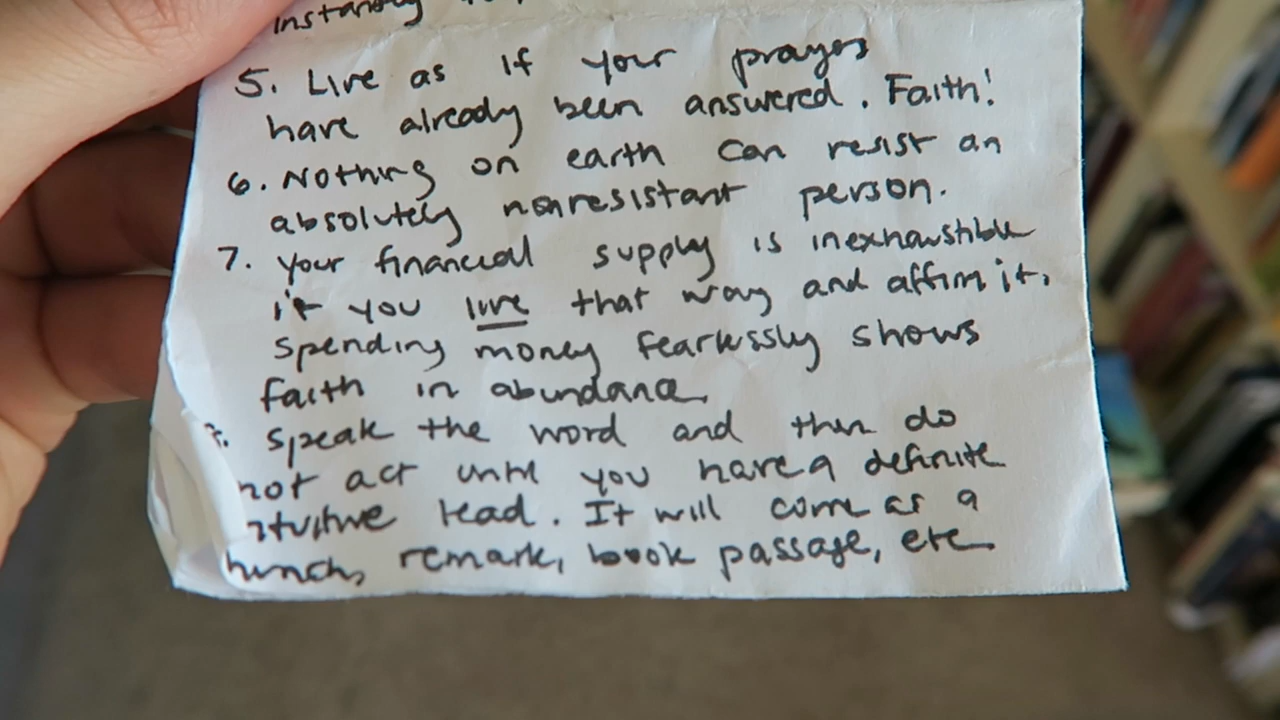 instantly
5. Live as if your prayers
have already been answered. Faith!
6. Nothing on earth can resist an
absolutely nonresistant person.
7. Your financial supply is inexhaustible
if you live that way and affirm it.
Spending money fearlessly shows
faith in abundance.
Speak the word and then do
not act until you have a definite
ntuitive lead. It will come as a
hunch, remark, book passage, etc